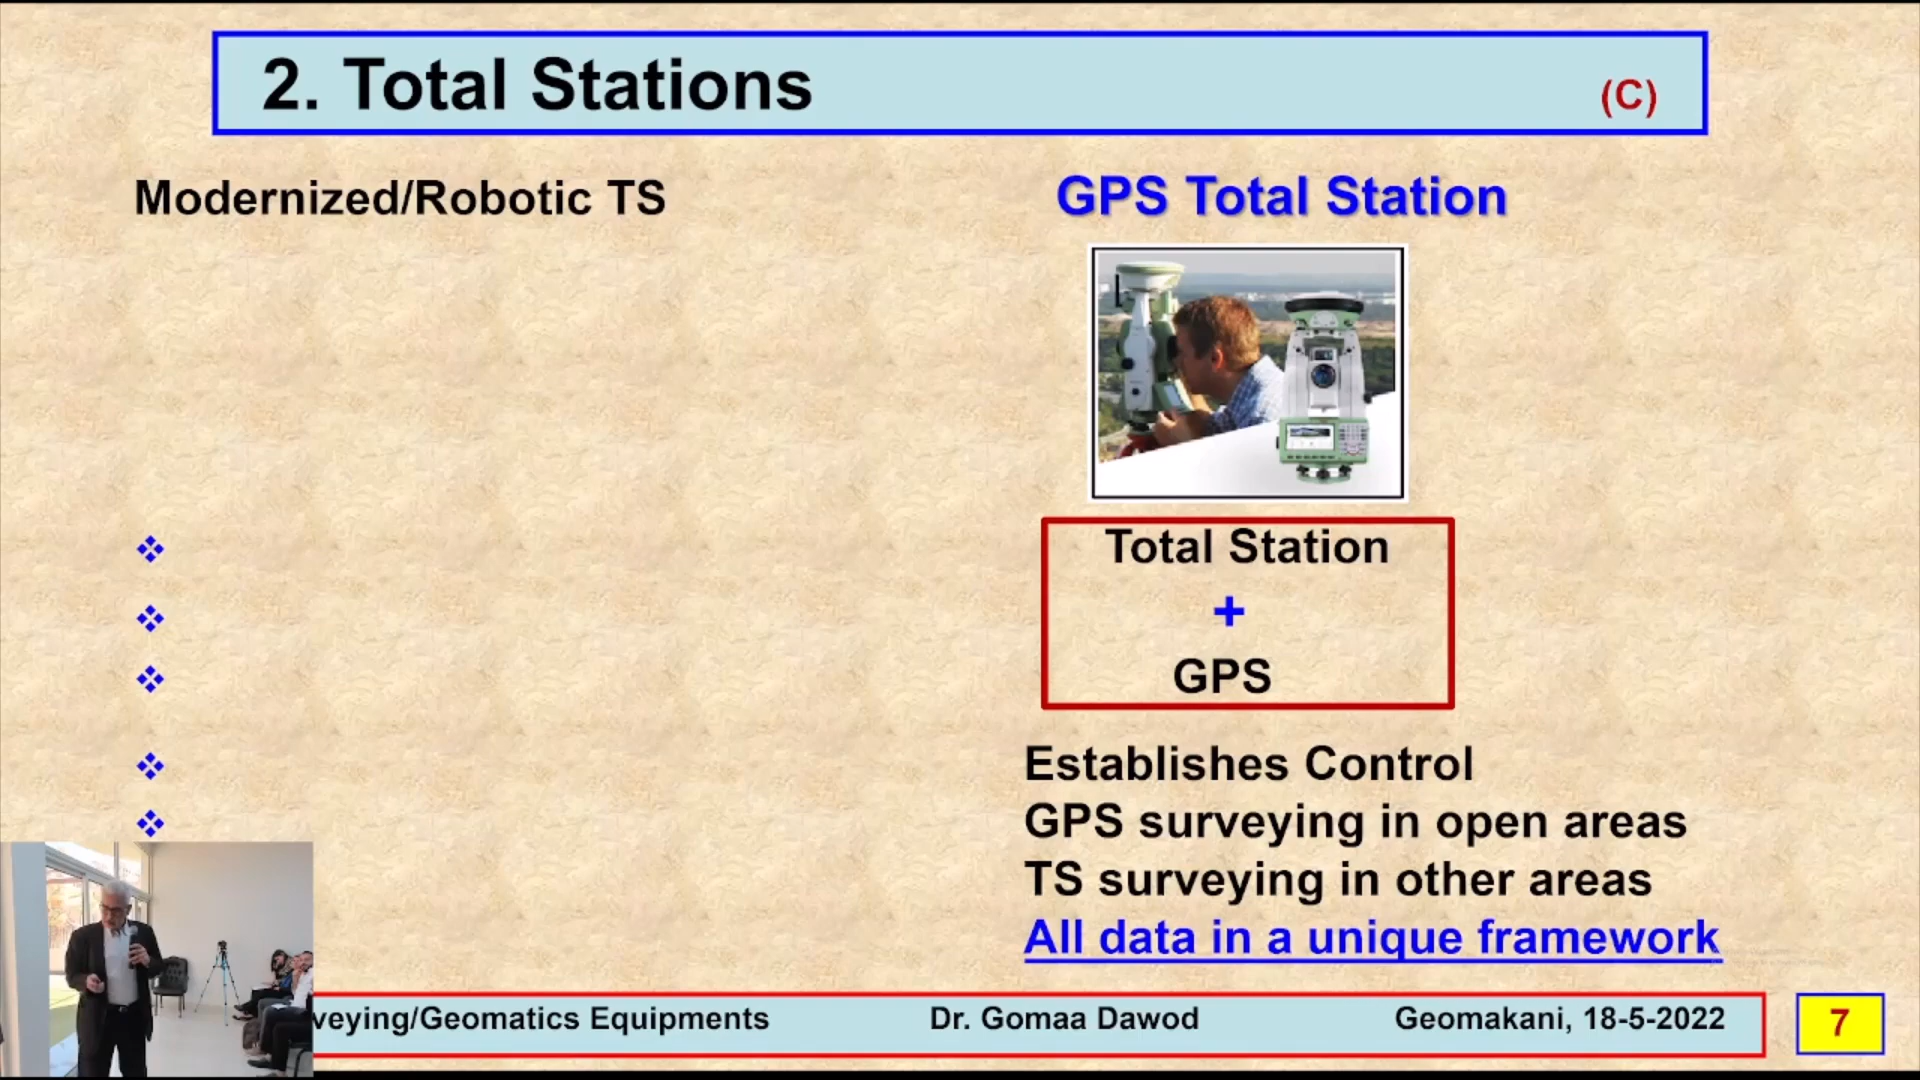 2. Total Stations
(C)
Modernized/Robotic TS
GPS Total Station
Total Station
+
GPS
Establishes Control
GPS surveying in open areas
TS surveying in other areas
All data in a unique framework
veying/Geomatics Equipments
Dr. Gomaa Dawod
Geomakani, 18-5-2022
7